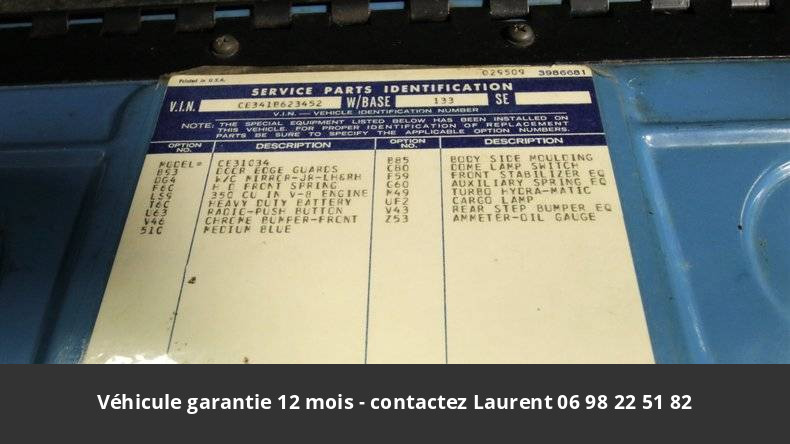 Printed in U.S.A.
029509 3986681
SERVICE PARTS IDENTIFICATION
V.I.N. CE341B623452 W/BASE 133 SE
V.I.N. — VEHICLE IDENTIFICATION NUMBER
NOTE: THE SPECIAL EQUIPMENT LISTED BELOW HAS BEEN INSTALLED ON
THIS VEHICLE. FOR PROPER IDENTIFICATION OF REPLACEMENT
PARTS BE SURE TO SPECIFY THE APPLICABLE OPTION NUMBERS.
OPTION NO. DESCRIPTION OPTION NO. DESCRIPTION
MODEL= CE31034
B93 DOOR EDGE GUARDS
DG4 W/C MIRROR-JR-LH&RH
F6C H D FRONT SPRING
LS9 350 CU IN V-8 ENGINE
T6C HEAVY DUTY BATTERY
U63 RADIO-PUSH BUTTON
V46 CHROME BUMPER-FRONT
51C MEDIUM BLUE
B85 BODY SIDE MOULDING
C80 DOME LAMP SWITCH
F59 FRONT STABILIZER EQ
G60 AUXILIARY SPRING EQ
M49 TURBO HYDRA-MATIC
UF2 CARGO LAMP
V43 REAR STEP BUMPER EQ
Z53 AMMETER-OIL GAUGE
Véhicule garantie 12 mois - contactez Laurent 06 98 22 51 82